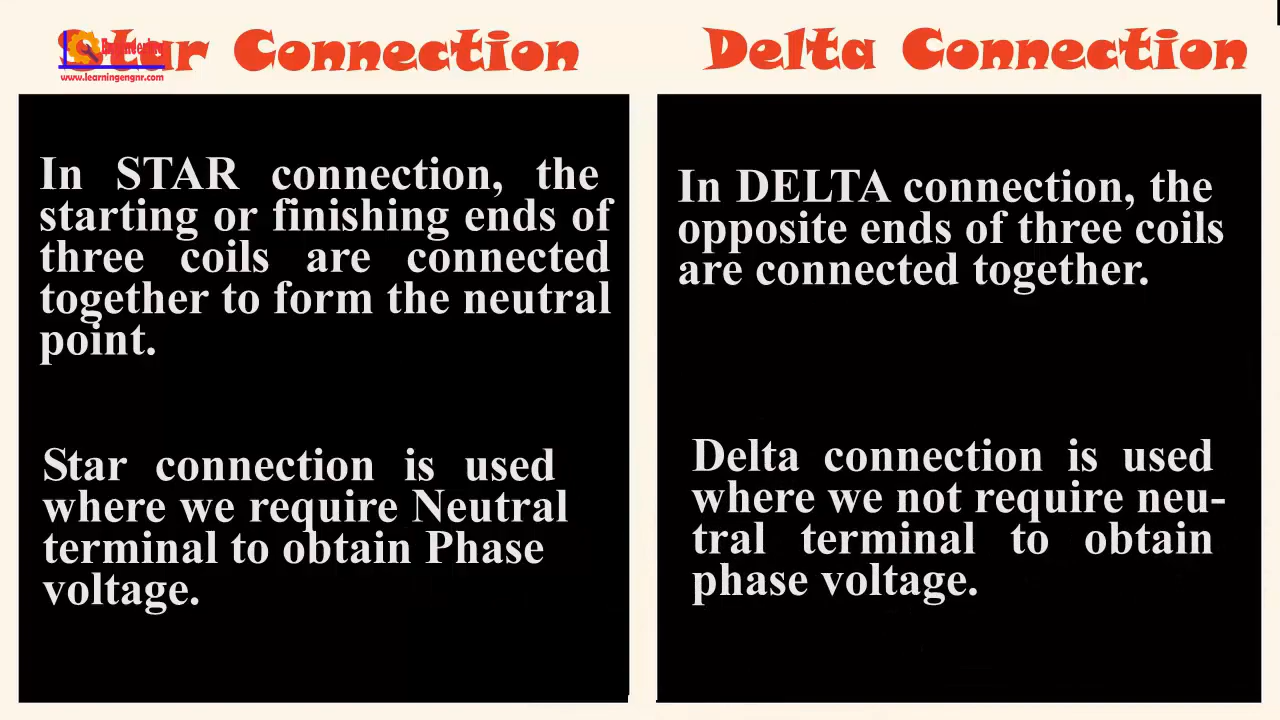 Star Connection
Engineering
www.learningengnr.com
Delta Connection
In STAR connection, the
starting or finishing ends of
three coils are connected
together to form the neutral
point.
Star connection is used
where we require Neutral
terminal to obtain Phase
voltage.
In DELTA connection, the
opposite ends of three coils
are connected together.
Delta connection is used
where we not require neu-
tral terminal to obtain
phase voltage.